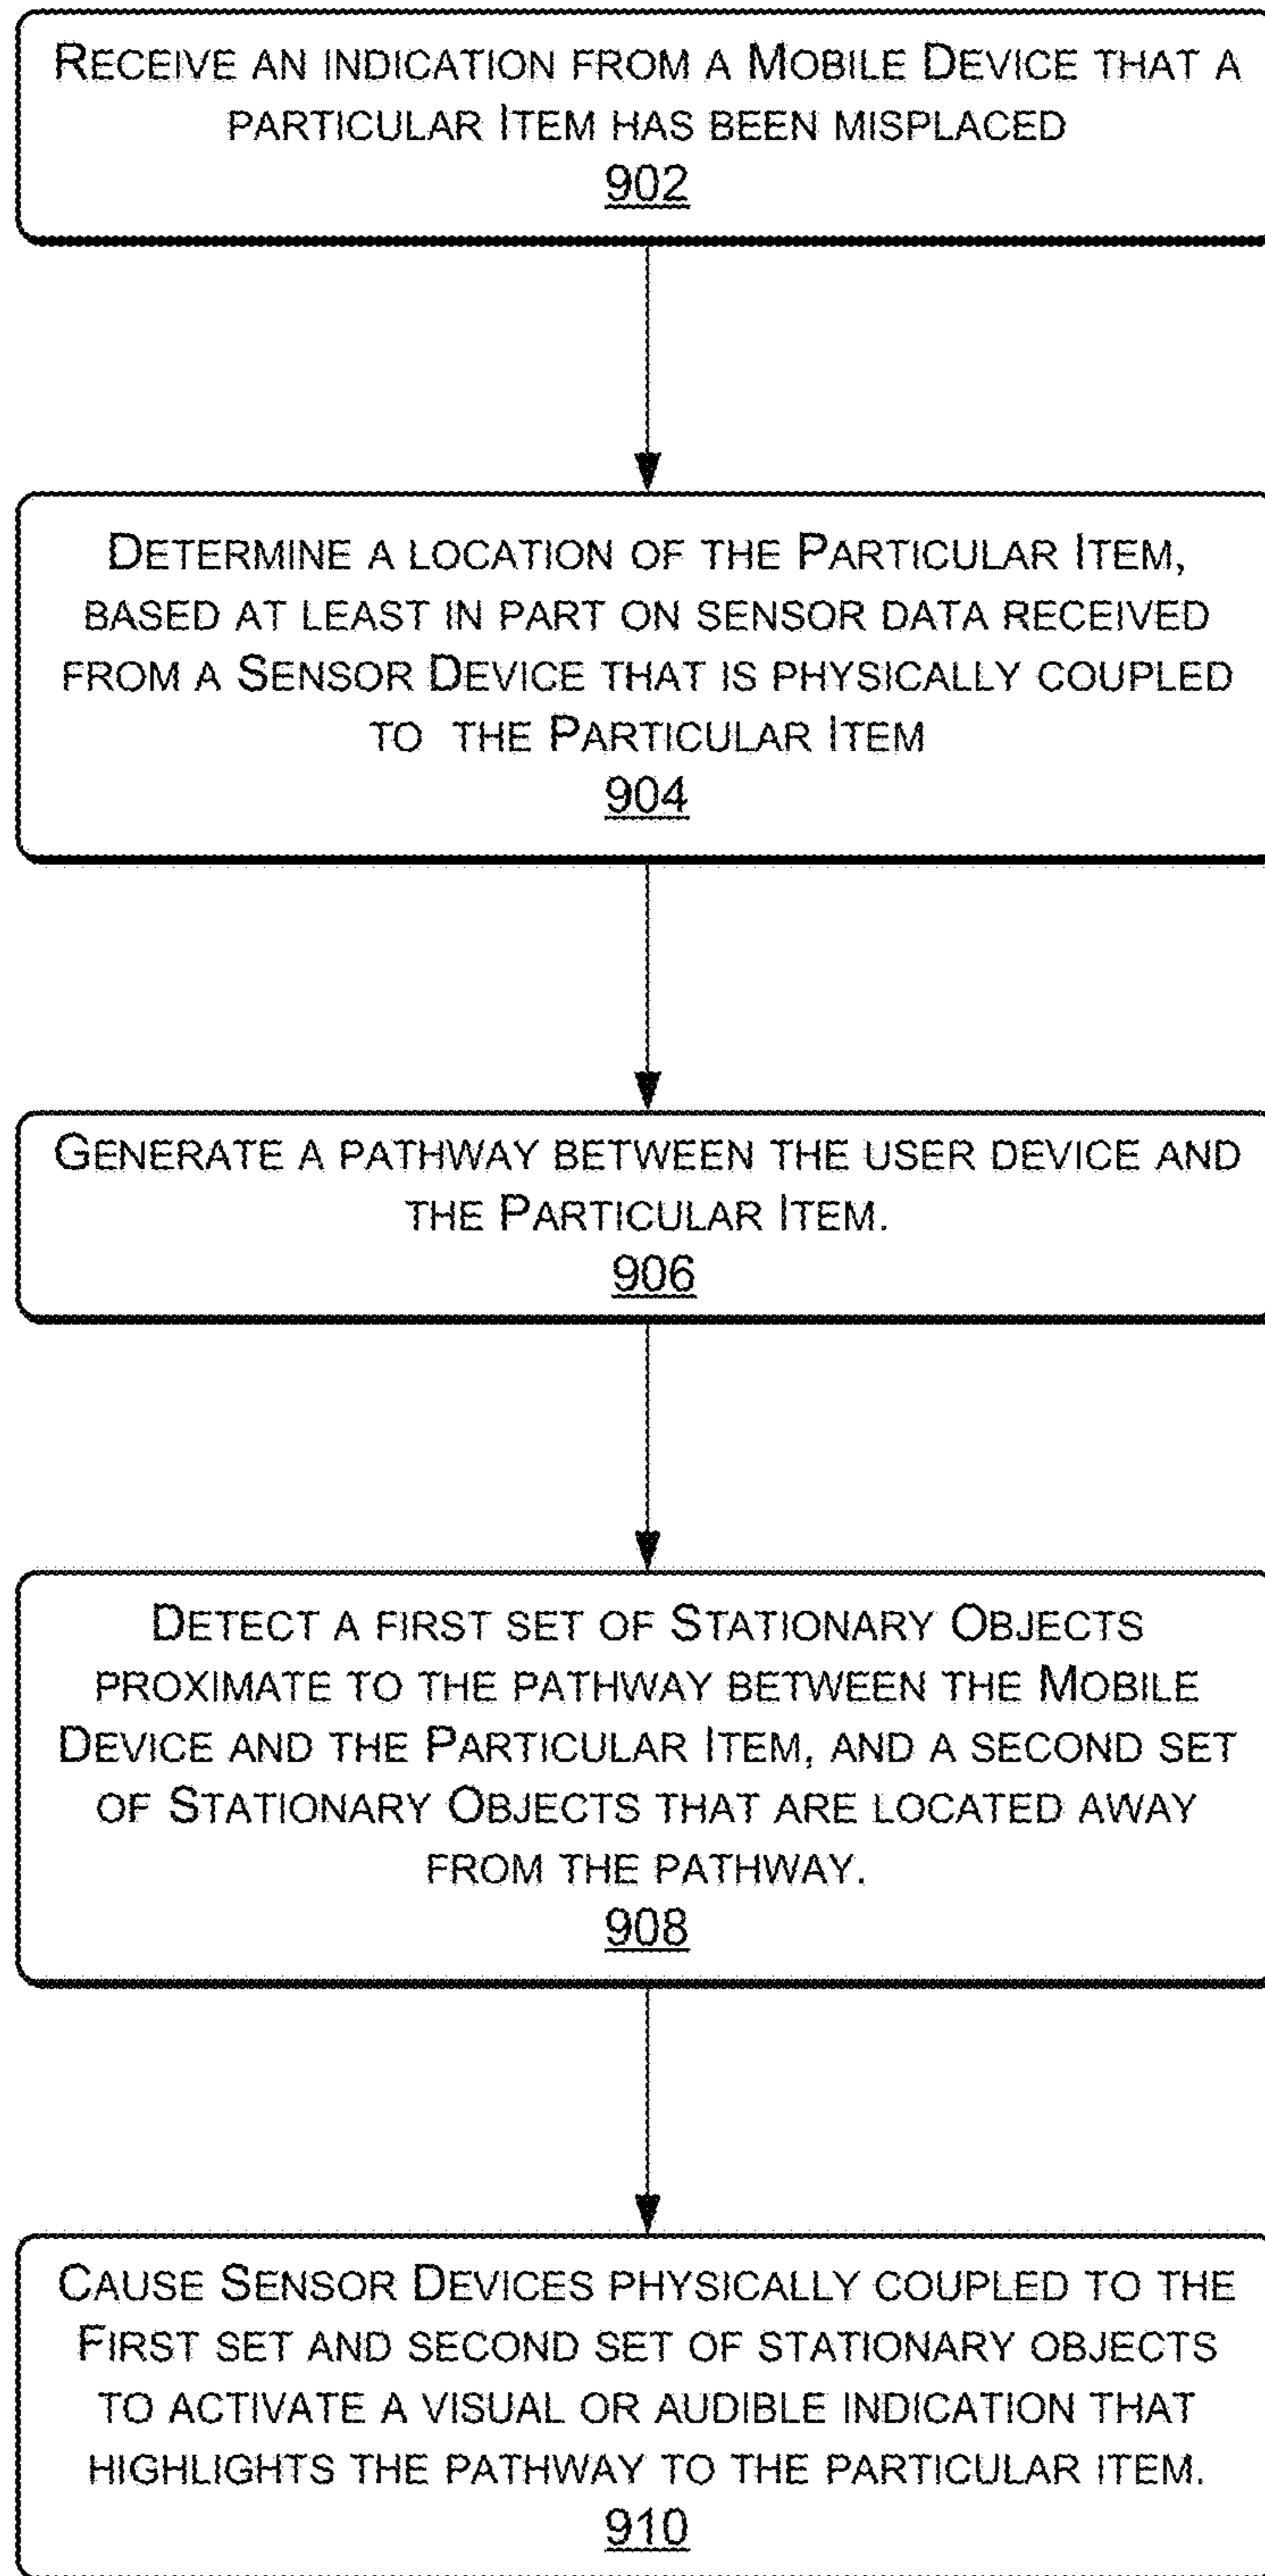 RECEIVE AN INDICATION FROM A MOBILE DEVICE THAT A
PARTICULAR ITEM HAS BEEN MISPLACED
902
DETERMINE A LOCATION OF THE PARTICULAR ITEM,
BASED AT LEAST IN PART ON SENSOR DATA RECEIVED
FROM A SENSOR DEVICE THAT IS PHYSICALLY COUPLED
TO THE PARTICULAR ITEM
904
GENERATE A PATHWAY BETWEEN THE USER DEVICE AND
THE PARTICULAR ITEM.
906
DETECT A FIRST SET OF STATIONARY OBJECTS
PROXIMATE TO THE PATHWAY BETWEEN THE MOBILE
DEVICE AND THE PARTICULAR ITEM, AND A SECOND SET
OF STATIONARY OBJECTS THAT ARE LOCATED AWAY
FROM THE PATHWAY.
908
CAUSE SENSOR DEVICES PHYSICALLY COUPLED TO THE
FIRST SET AND SECOND SET OF STATIONARY OBJECTS
TO ACTIVATE A VISUAL OR AUDIBLE INDICATION THAT
HIGHLIGHTS THE PATHWAY TO THE PARTICULAR ITEM.
910